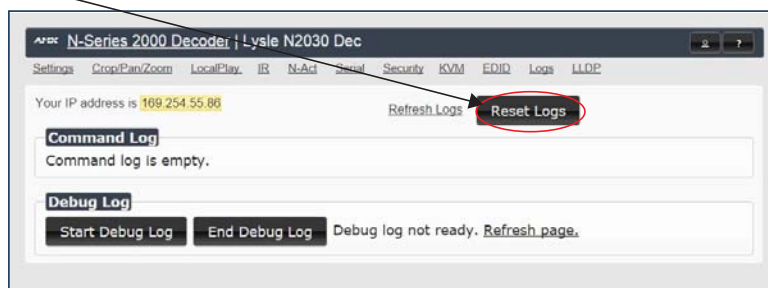 AMX N-Series 2000 Decoder | Lysle N2030 Dec ?
Settings Crop/Pan/Zoom LocalPlay IR N-Act Serial Security KVM EDID Logs LLDP
Your IP address is 169.254.55.86 Refresh Logs Reset Logs
Command Log
Command log is empty.
Debug Log
Start Debug Log End Debug Log Debug log not ready. Refresh page.